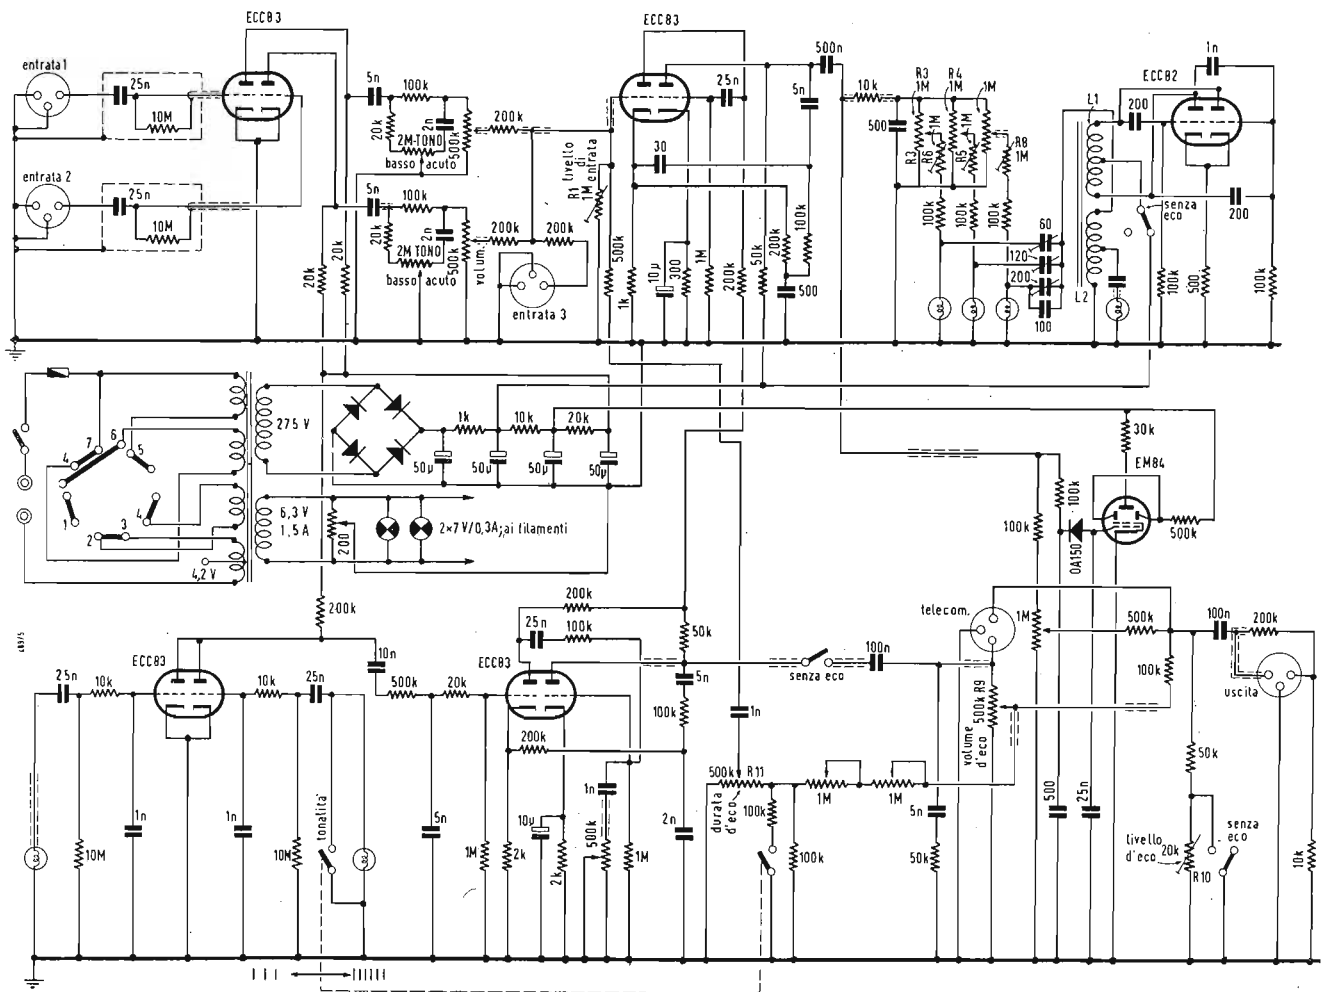 ECC83
ECC83
ECC82
1n
entrata 1
25n
10M
5n
100k
20k
2n
2M-TONO
basso acuto
500k
200k
25n
500n
5n
10k
500
R3
1M
R4
1M
1M
R3
1M
R6
1M
R5
R8
1M
L1
200
entrata 2
25n
10M
5n
100k
20k
2n
2M TONO
basso acuto
500k
volum.
200k
200k
R1
1M
livello di entrata
30
100k
100k
100k
60
120
200
100
senza eco
200
L2
20k
20k
entrata 3
500k
1k
10µ
300
1M
200k
50k
200k
100k
500
100k
500
100k
275 V
1k
10k
20k
50µ
50µ
50µ
50µ
4
7
6
5
1
2
3
4
4,2 V
6,3 V
1,5 A
200
2×7V/0,3A;ai filamenti
30k
EM84
100k
100k
OA150
500k
48975
200k
ECC83
25n
10k
10k
25n
10n
500k
20k
200k
25n
100k
ECC83
50k
5n
100k
200k
senza eco
100n
telecom.
1M
500k
100k
100n
200k
uscita
500k R9
volume d'eco
1n
500k
R11
durata d'eco
1M
1M
100k
100k
5n
50k
500
25n
50k
livello d'eco
20k
R10
senza eco
10k
1n
1n
10M
10M
tonalità
5n
1M
2k
10µ
2k
1n
500k
1M
2n